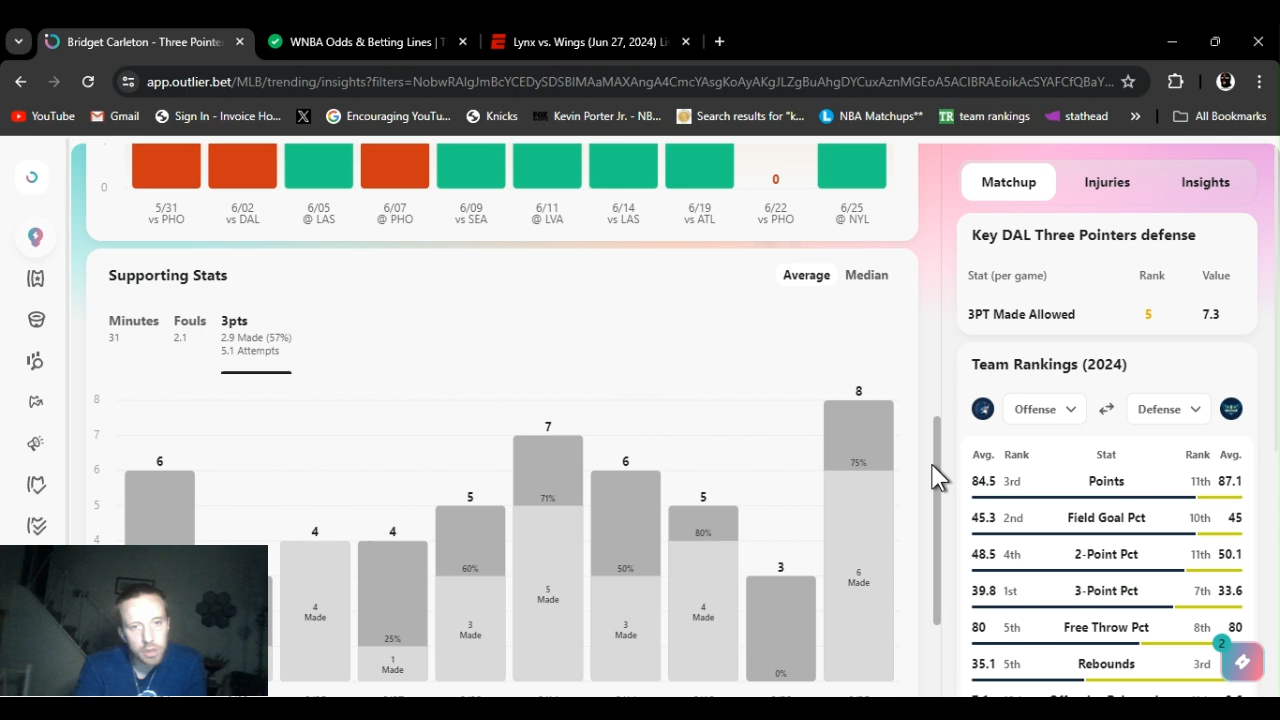 Bridget Carleton - Three Pointe
WNBA Odds & Betting Lines | T
Lynx vs. Wings (Jun 27, 2024) Li
app.outlier.bet/MLB/trending/insights?filters=
YouTube Gmail Sign In - Invoice Ho... X Encouraging YouTu... Knicks Kevin Porter Jr. - NB... Search results for "k... NBA Matchups** team rankings stathead » All Bookmarks
0
0
5/31 6/02 6/05 6/07 6/09 6/11 6/14 6/19 6/22 6/25
vs PHO vs DAL @ LAS @ PHO vs SEA @ LVA vs LAS vs ATL vs PHO @ NYL
Supporting Stats
Average Median
Minutes Fouls 3pts
31 2.1 2.9 Made (57%)
5.1 Attempts
8
7
6
5
4
6
4
4
25%
1
Made
4
Made
5
60%
3
Made
7
71%
5
Made
6
50%
3
Made
5
80%
4
Made
3
0%
8
75%
6
Made
Matchup Injuries Insights
Key DAL Three Pointers defense
Stat (per game) Rank Value
3PT Made Allowed 5 7.3
Team Rankings (2024)
Offense Defense
Avg. Rank Stat Rank Avg.
84.5 3rd Points 11th 87.1
45.3 2nd Field Goal Pct 10th 45
48.5 4th 2-Point Pct 11th 50.1
39.8 1st 3-Point Pct 7th 33.6
80 5th Free Throw Pct 8th 80
35.1 5th Rebounds 3rd
2